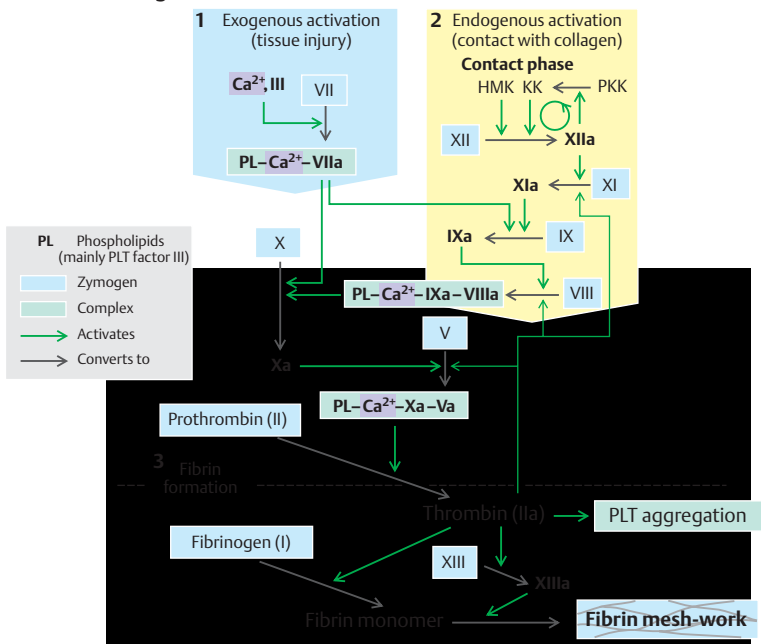 1 Exogenous activation
(tissue injury)
2 Endogenous activation
(contact with collagen)
Contact phase
HMK KK PKK
Ca²⁺, III
VII
XII
XIIa
PL–Ca²⁺–VIIa
XIa
XI
X
IXa
IX
PL Phospholipids
(mainly PLT factor III)
Zymogen
Complex
Activates
Converts to
PL–Ca²⁺–IXa–VIIIa
VIII
V
Xa
PL–Ca²⁺–Xa–Va
Prothrombin (II)
3 Fibrin
formation
Thrombin (IIa)
PLT aggregation
Fibrinogen (I)
XIII
XIIIa
Fibrin monomer
Fibrin mesh-work